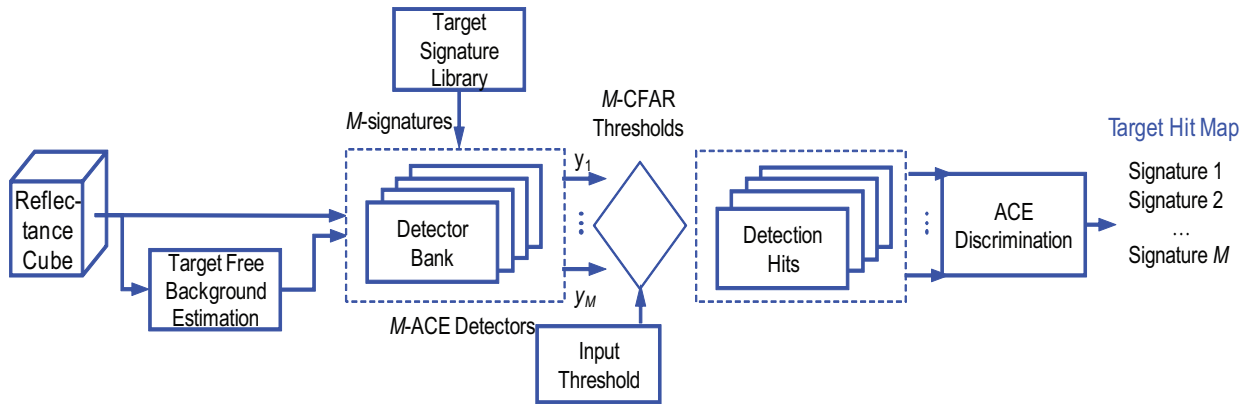 Target
Signature
Library
M-signatures
M-CFAR
Thresholds
Reflec-
tance
Cube
Target Free
Background
Estimation
Detector
Bank
M-ACE Detectors
y1
⋮
yM
Input
Threshold
Detection
Hits
⋮
ACE
Discrimination
Target Hit Map
Signature 1
Signature 2
...
Signature M